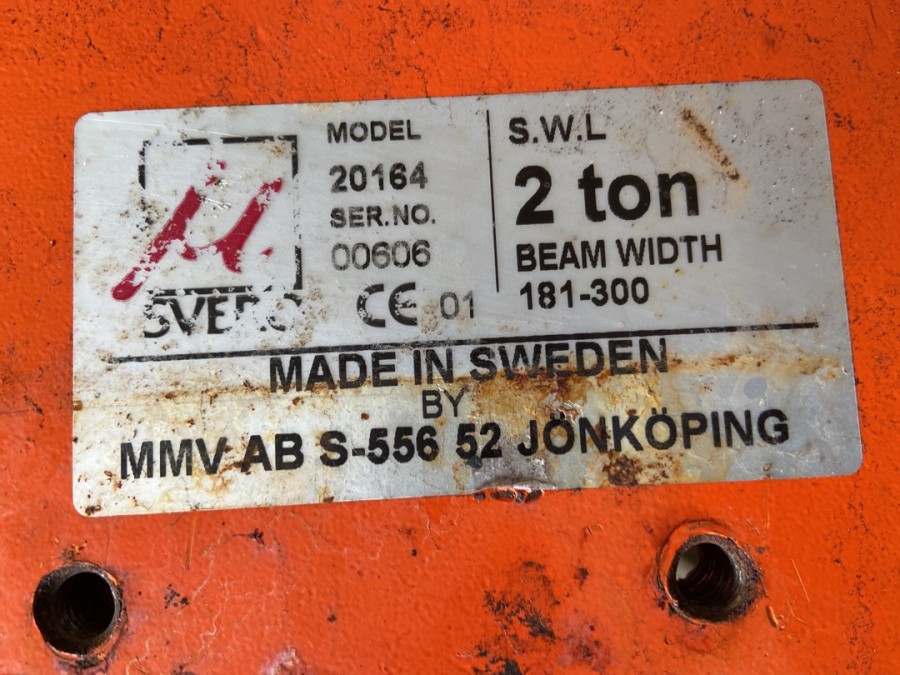 MODEL
20164
SER.NO.
00606
CE 01
SVERO
S.W.L
2 ton
BEAM WIDTH
181-300
MADE IN SWEDEN
BY
MMV AB S-556 52 JÖNKÖPING